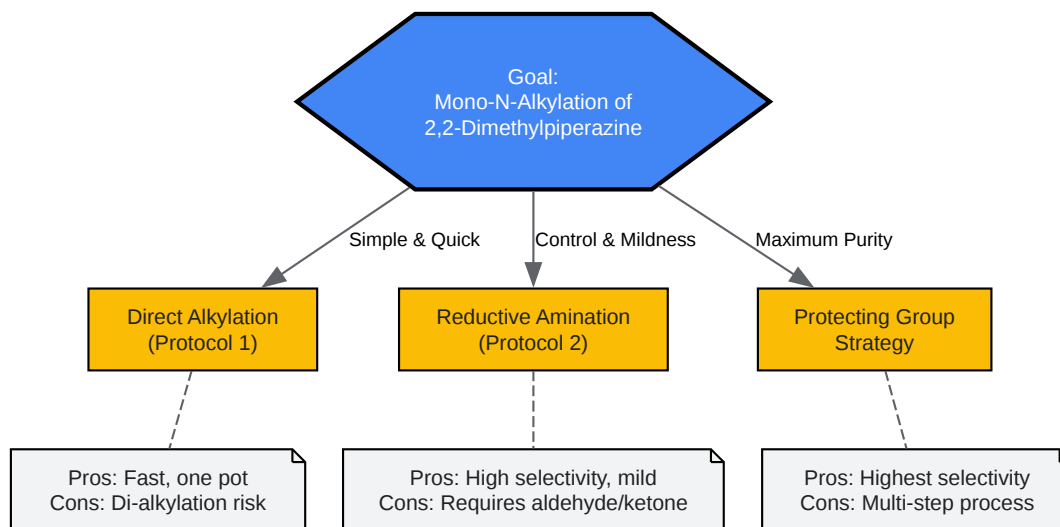 Goal:
Mono-N-Alkylation of
2,2-Dimethylpiperazine
Simple & Quick
Control & Mildness
Maximum Purity
Direct Alkylation
(Protocol 1)
Reductive Amination
(Protocol 2)
Protecting Group
Strategy
Pros: Fast, one pot
Cons: Di-alkylation risk
Pros: High selectivity, mild
Cons: Requires aldehyde/ketone
Pros: Highest selectivity
Cons: Multi-step process